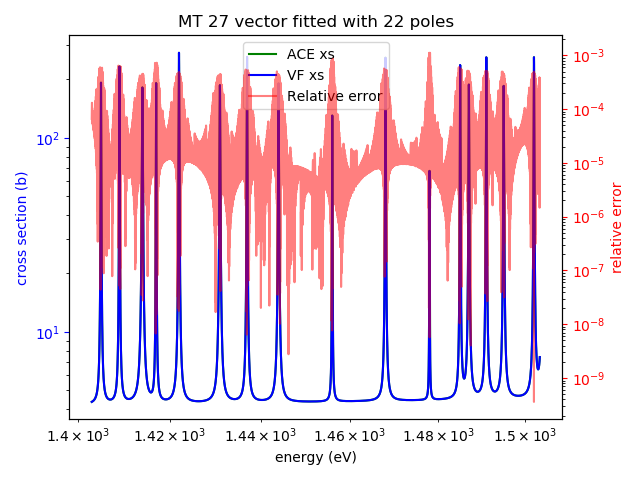 MT 27 vector fitted with 22 poles
ACE xs
VF xs
Relative error
cross section (b)
10²
10¹
relative error
10⁻³
10⁻⁴
10⁻⁵
10⁻⁶
10⁻⁷
10⁻⁸
10⁻⁹
1.4 × 10³ 1.42 × 10³ 1.44 × 10³ 1.46 × 10³ 1.48 × 10³ 1.5 × 10³
energy (eV)